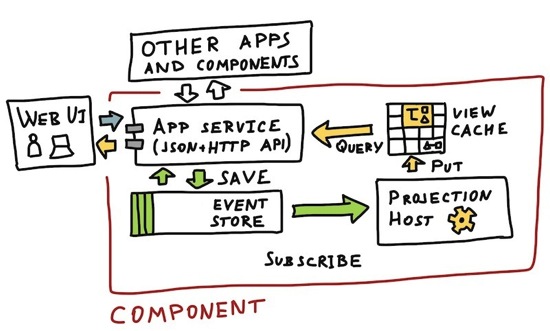 OTHER APPS
AND COMPONENTS
WEB UI
APP SERVICE
(JSON+HTTP API)
QUERY
VIEW
CACHE
PUT
SAVE
EVENT
STORE
PROJECTION
HOST
SUBSCRIBE
COMPONENT